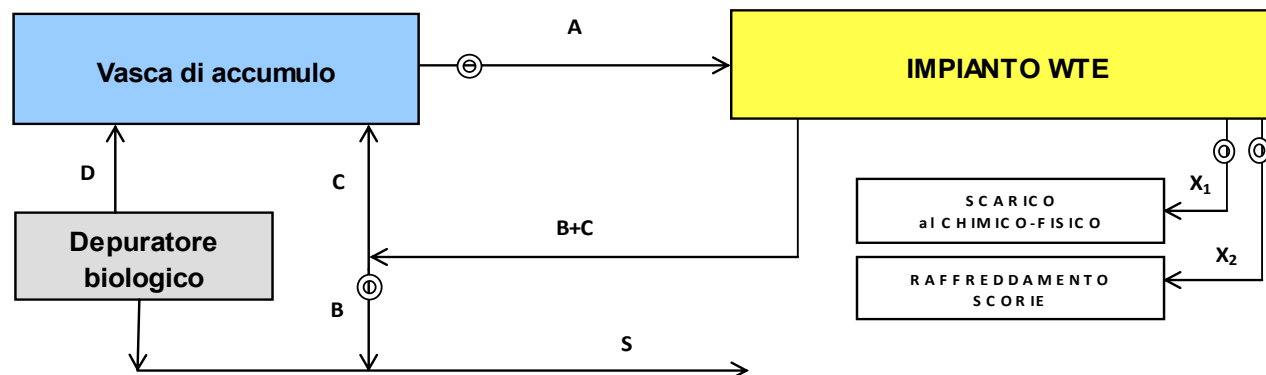 A
Vasca di accumulo
IMPIANTO WTE
D
C
X₁
SCARICO
al CHIMICO-FISICO
Depuratore
biologico
B+C
X₂
RAFFREDDAMENTO
SCORIE
B
S